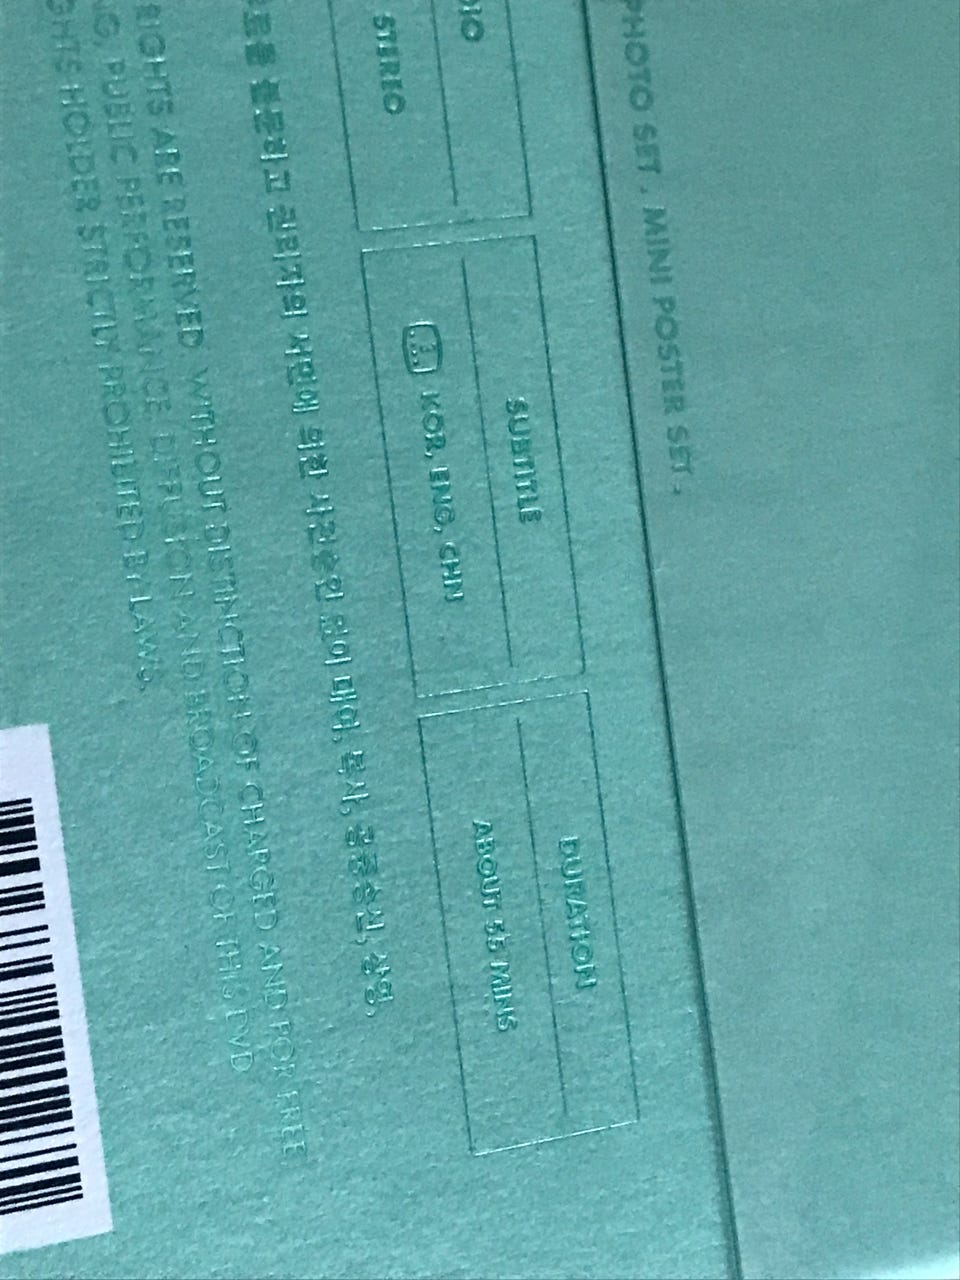 PHOTO SET . MINI POSTER SET .
STEREO
SUBTITLE
KOR, ENG, CHN
DURATION
ABOUT 55 MINS
권리자의 서면에 의한 사전승인 없이 대여, 복사, 공중송신, 상영,
RIGHTS ARE RESERVED WITHOUT DISTINCTION OF CHARGED AND FOR FREE
PUBLIC PERFORMANCE, DIFFUSION AND BROADCAST OF THIS DVD
HOLDER STRICTLY PROHIBITED BY LAWS.